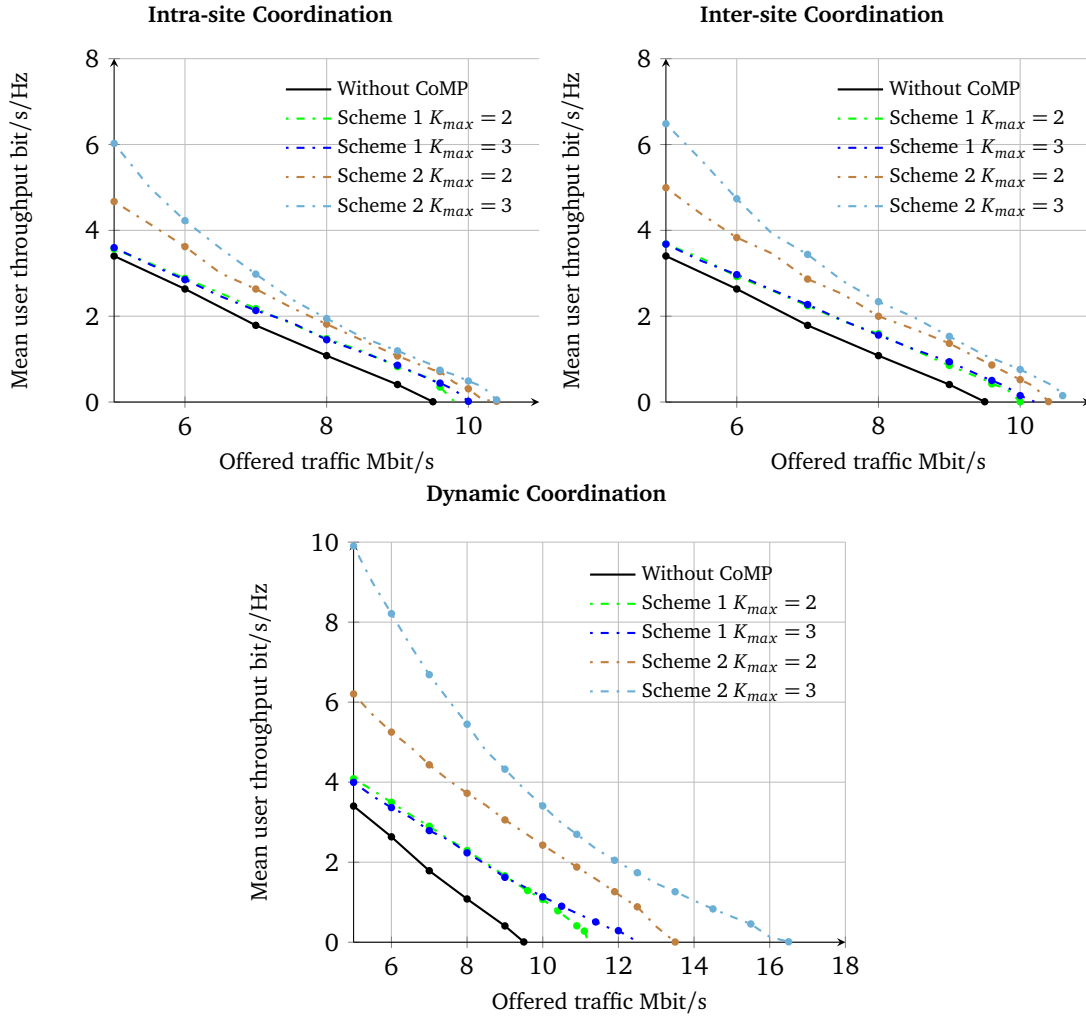 Intra-site Coordination
Mean user throughput bit/s/Hz
8
6
4
2
0
Without CoMP
Scheme 1 K_max = 2
Scheme 1 K_max = 3
Scheme 2 K_max = 2
Scheme 2 K_max = 3
6 8 10
Offered traffic Mbit/s
Inter-site Coordination
Mean user throughput bit/s/Hz
8
6
4
2
0
Without CoMP
Scheme 1 K_max = 2
Scheme 1 K_max = 3
Scheme 2 K_max = 2
Scheme 2 K_max = 3
6 8 10
Offered traffic Mbit/s
Dynamic Coordination
Mean user throughput bit/s/Hz
10
8
6
4
2
0
Without CoMP
Scheme 1 K_max = 2
Scheme 1 K_max = 3
Scheme 2 K_max = 2
Scheme 2 K_max = 3
6 8 10 12 14 16 18
Offered traffic Mbit/s